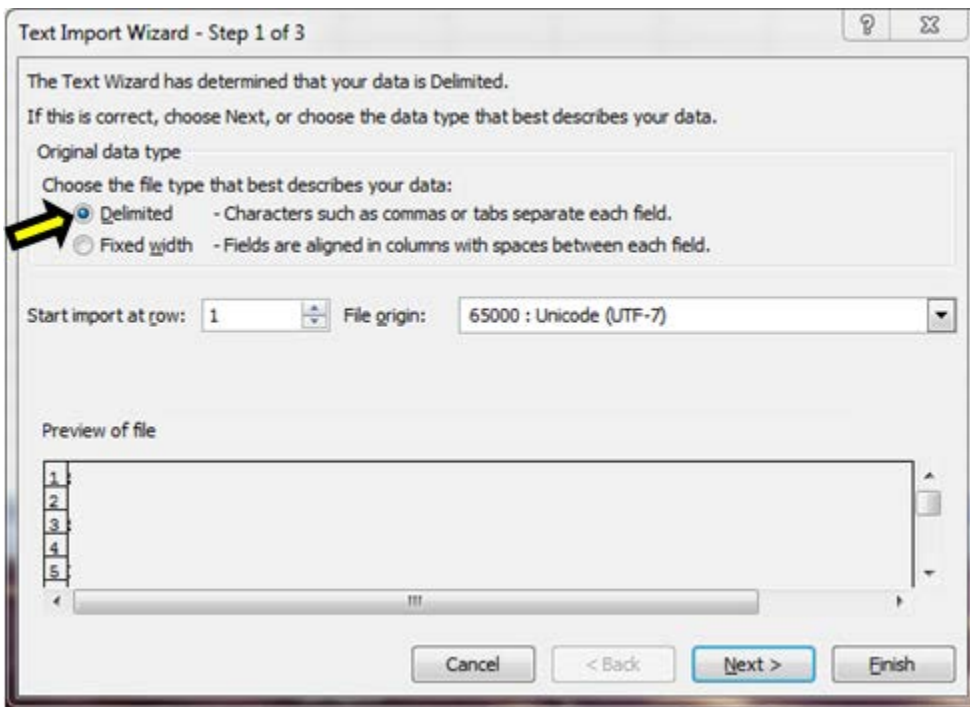 Text Import Wizard - Step 1 of 3
The Text Wizard has determined that your data is Delimited.
If this is correct, choose Next, or choose the data type that best describes your data.
Original data type
Choose the file type that best describes your data:
Delimited - Characters such as commas or tabs separate each field.
Fixed width - Fields are aligned in columns with spaces between each field.
Start import at row: 1 File origin: 65000 : Unicode (UTF-7)
Preview of file
1
2
3
4
5
Cancel < Back Next > Finish